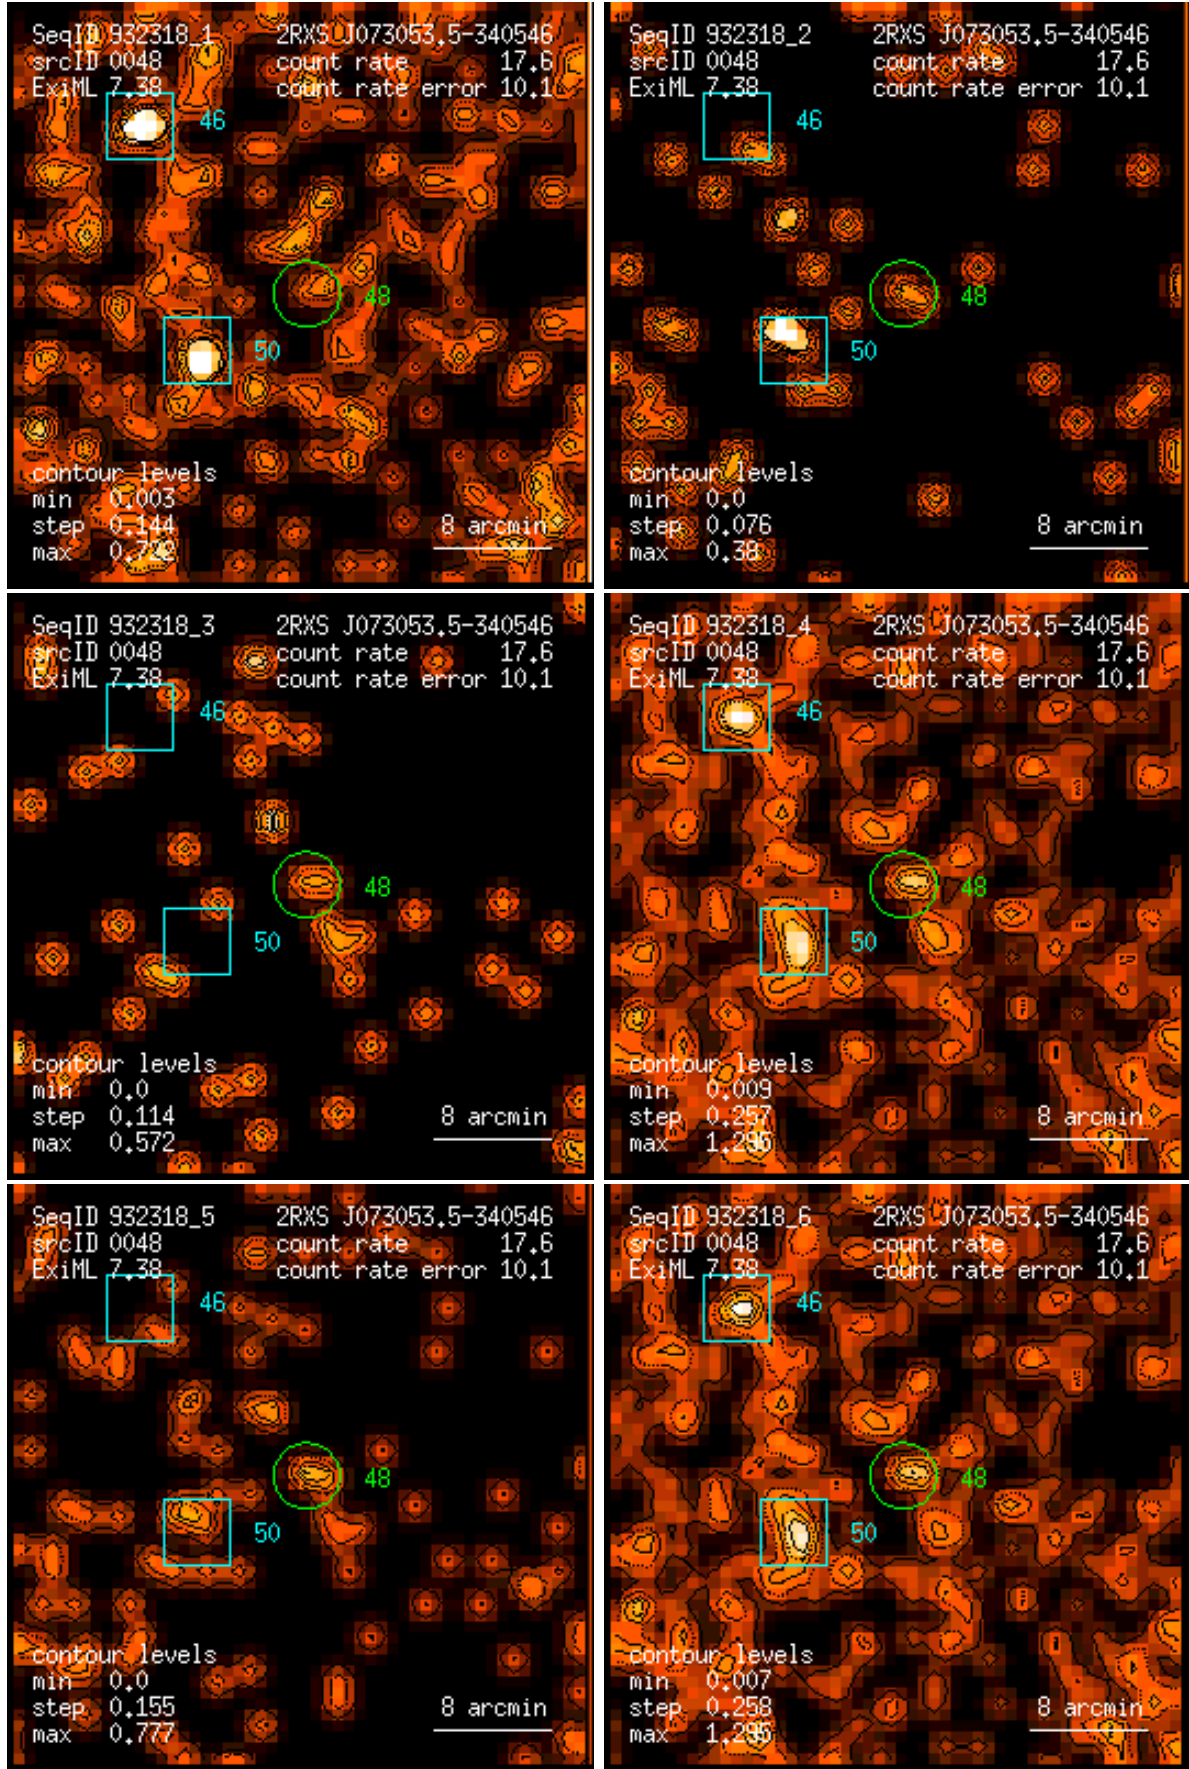 SeqID 932318_1 2RXS J073053.5-340546
srcID 0048 count rate 17.6
ExiML 7.38 count rate error 10.1
46
48
50
contour levels
min 0.003
step 0.144 8 arcmin
max 0.722
SeqID 932318_2 2RXS J073053.5-340546
srcID 0048 count rate 17.6
ExiML 7.38 count rate error 10.1
46
48
50
contour levels
min 0.0
step 0.076 8 arcmin
max 0.38
SeqID 932318_3 2RXS J073053.5-340546
srcID 0048 count rate 17.6
ExiML 7.38 count rate error 10.1
46
48
50
contour levels
min 0.0
step 0.114 8 arcmin
max 0.572
SeqID 932318_4 2RXS J073053.5-340546
srcID 0048 count rate 17.6
ExiML 7.38 count rate error 10.1
46
48
50
contour levels
min 0.009
step 0.257 8 arcmin
max 1.295
SeqID 932318_5 2RXS J073053.5-340546
srcID 0048 count rate 17.6
ExiML 7.38 count rate error 10.1
46
48
50
contour levels
min 0.0
step 0.155 8 arcmin
max 0.777
SeqID 932318_6 2RXS J073053.5-340546
srcID 0048 count rate 17.6
ExiML 7.38 count rate error 10.1
46
48
50
contour levels
min 0.007
step 0.258 8 arcmin
max 1.295